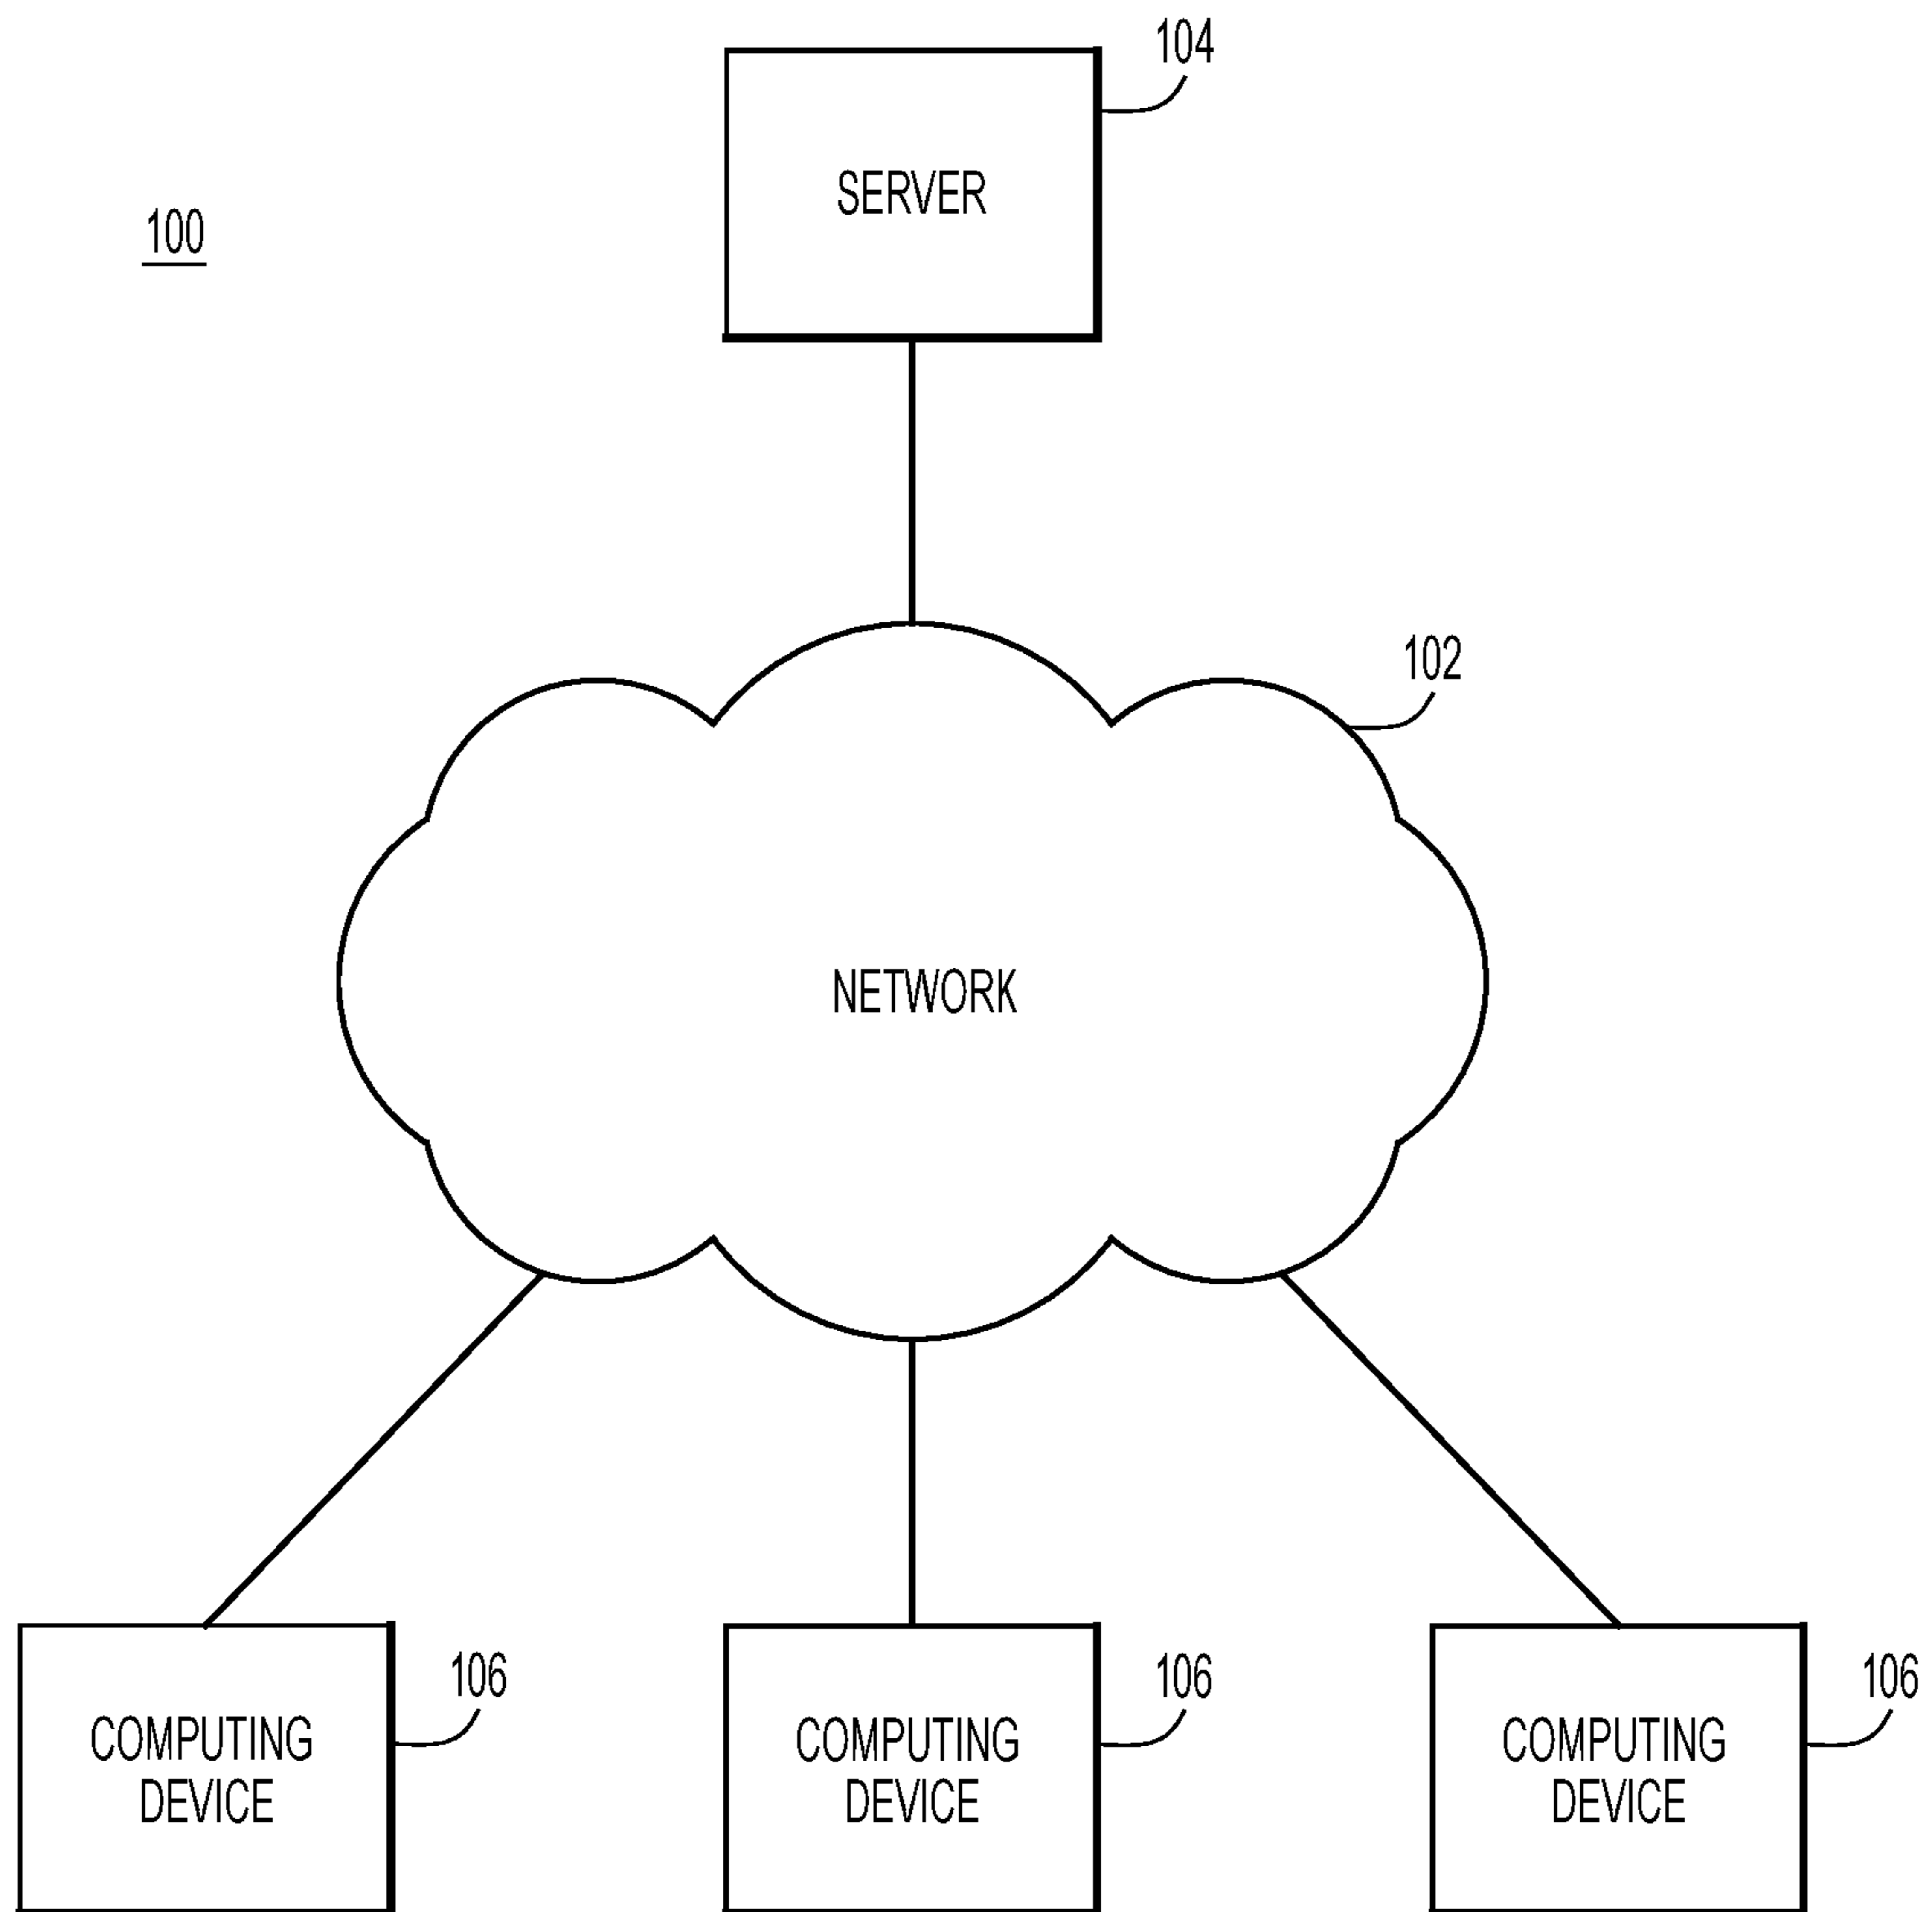 104
SERVER
100
102
NETWORK
106
106
106
COMPUTING
DEVICE
COMPUTING
DEVICE
COMPUTING
DEVICE